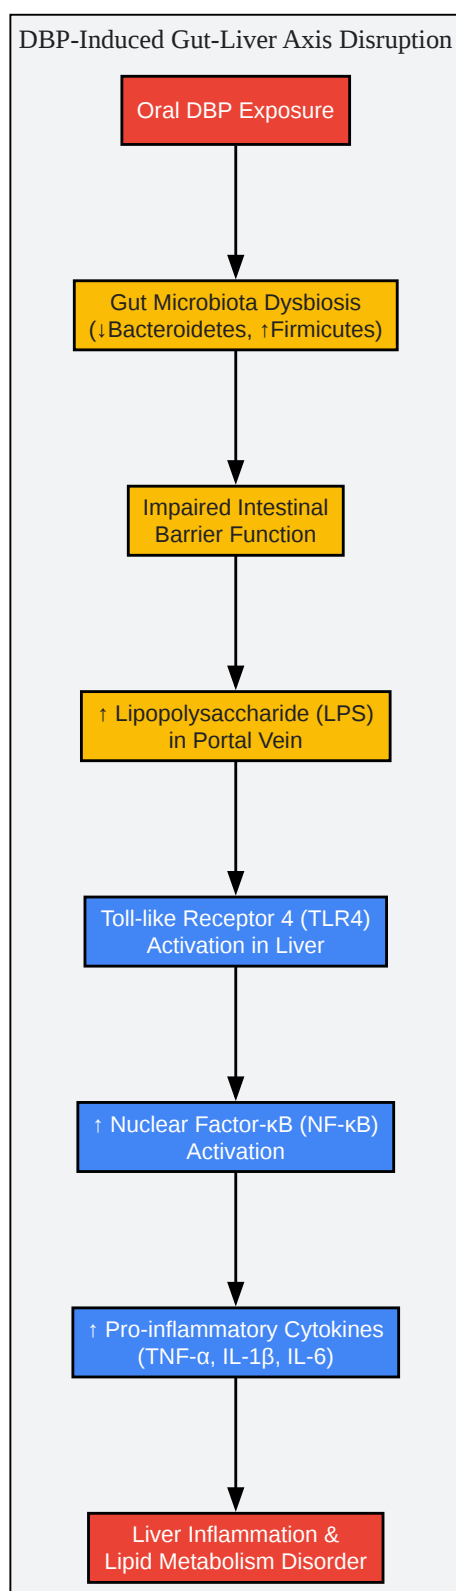 DBP-Induced Gut-Liver Axis Disruption
Oral DBP Exposure
Gut Microbiota Dysbiosis
(↓Bacteroidetes, ↑Firmicutes)
Impaired Intestinal
Barrier Function
↑ Lipopolysaccharide (LPS)
in Portal Vein
Toll-like Receptor 4 (TLR4)
Activation in Liver
↑ Nuclear Factor-κB (NF-κB)
Activation
↑ Pro-inflammatory Cytokines
(TNF-α, IL-1β, IL-6)
Liver Inflammation &
Lipid Metabolism Disorder